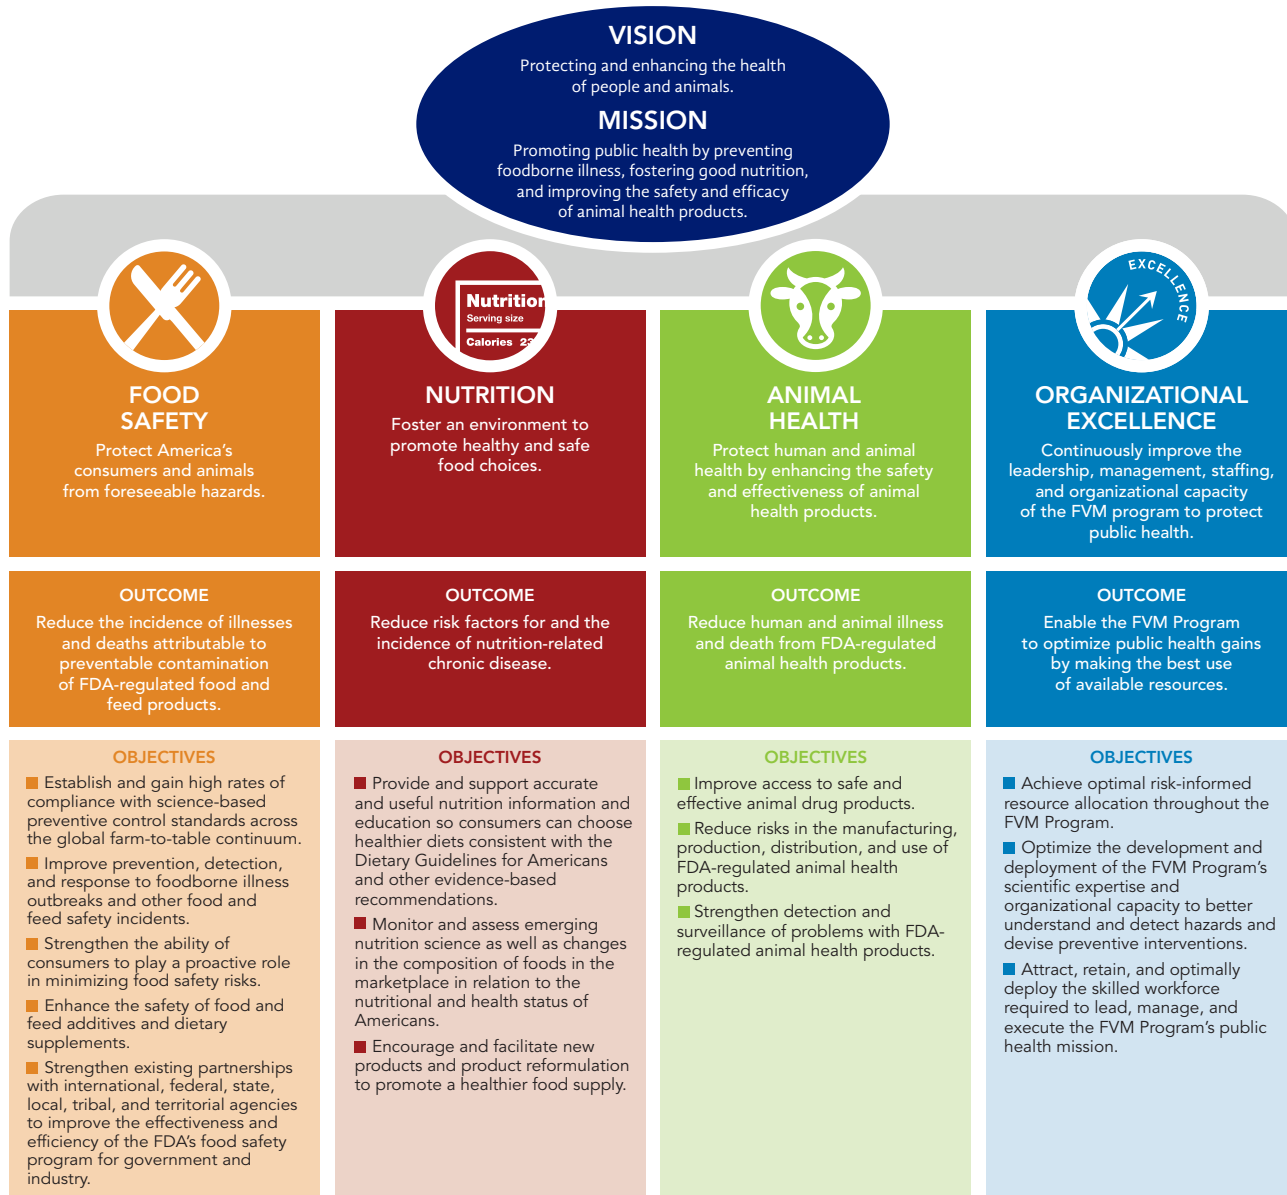 VISION
Protecting and enhancing the health
of people and animals.
MISSION
Promoting public health by preventing
foodborne illness, fostering good nutrition,
and improving the safety and efficacy
of animal health products.
FOOD
SAFETY
Protect America’s
consumers and animals
from foreseeable hazards.
OUTCOME
Reduce the incidence of illnesses
and deaths attributable to
preventable contamination
of FDA-regulated food and
feed products.
OBJECTIVES
Establish and gain high rates of
compliance with science-based
preventive control standards across
the global farm-to-table continuum.
Improve prevention, detection,
and response to foodborne illness
outbreaks and other food and
feed safety incidents.
Strengthen the ability of
consumers to play a proactive role
in minimizing food safety risks.
Enhance the safety of food and
feed additives and dietary
supplements.
Strengthen existing partnerships
with international, federal, state,
local, tribal, and territorial agencies
to improve the effectiveness and
efficiency of the FDA’s food safety
program for government and
industry.
Nutrition
Serving size
Calories 23
NUTRITION
Foster an environment to
promote healthy and safe
food choices.
OUTCOME
Reduce risk factors for and the
incidence of nutrition-related
chronic disease.
OBJECTIVES
Provide and support accurate
and useful nutrition information and
education so consumers can choose
healthier diets consistent with the
Dietary Guidelines for Americans
and other evidence-based
recommendations.
Monitor and assess emerging
nutrition science as well as changes
in the composition of foods in the
marketplace in relation to the
nutritional and health status of
Americans.
Encourage and facilitate new
products and product reformulation
to promote a healthier food supply.
ANIMAL
HEALTH
Protect human and animal
health by enhancing the safety
and effectiveness of animal
health products.
OUTCOME
Reduce human and animal illness
and death from FDA-regulated
animal health products.
OBJECTIVES
Improve access to safe and
effective animal drug products.
Reduce risks in the manufacturing,
production, distribution, and use of
FDA-regulated animal health
products.
Strengthen detection and
surveillance of problems with FDA-
regulated animal health products.
EXCELLENCE
ORGANIZATIONAL
EXCELLENCE
Continuously improve the
leadership, management, staffing,
and organizational capacity
of the FVM program to protect
public health.
OUTCOME
Enable the FVM Program
to optimize public health gains
by making the best use
of available resources.
OBJECTIVES
Achieve optimal risk-informed
resource allocation throughout the
FVM Program.
Optimize the development and
deployment of the FVM Program’s
scientific expertise and
organizational capacity to better
understand and detect hazards and
devise preventive interventions.
Attract, retain, and optimally
deploy the skilled workforce
required to lead, manage, and
execute the FVM Program’s public
health mission.